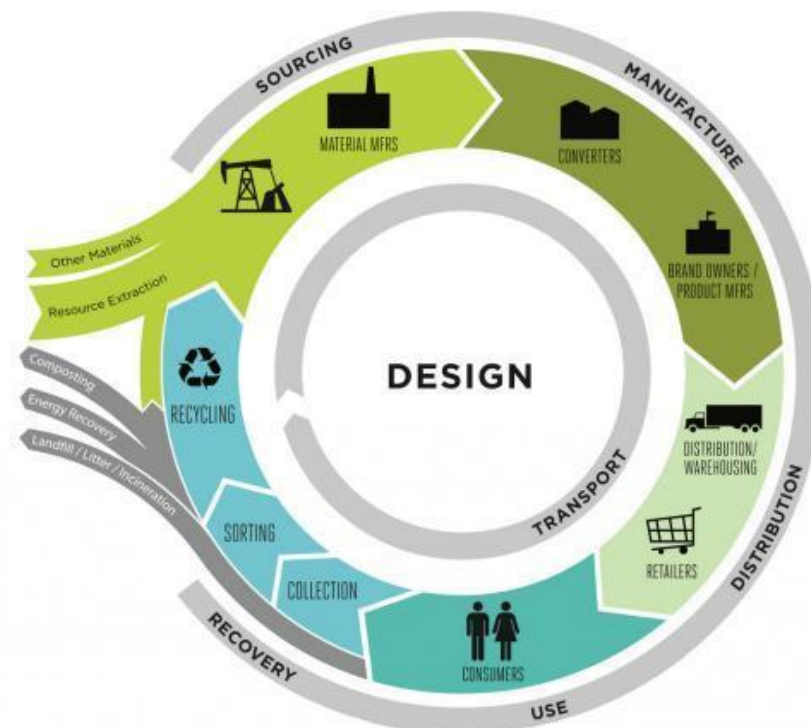 SOURCING
MANUFACTURE
MATERIAL MFRS
CONVERTERS
BRAND OWNERS /
PRODUCT MFRS
Other Materials
Resource Extraction
Composting
Energy Recovery
Landfill / Litter / Incineration
RECYCLING
DESIGN
DISTRIBUTION/
WAREHOUSING
TRANSPORT
DISTRIBUTION
SORTING
COLLECTION
RETAILERS
CONSUMERS
RECOVERY
USE